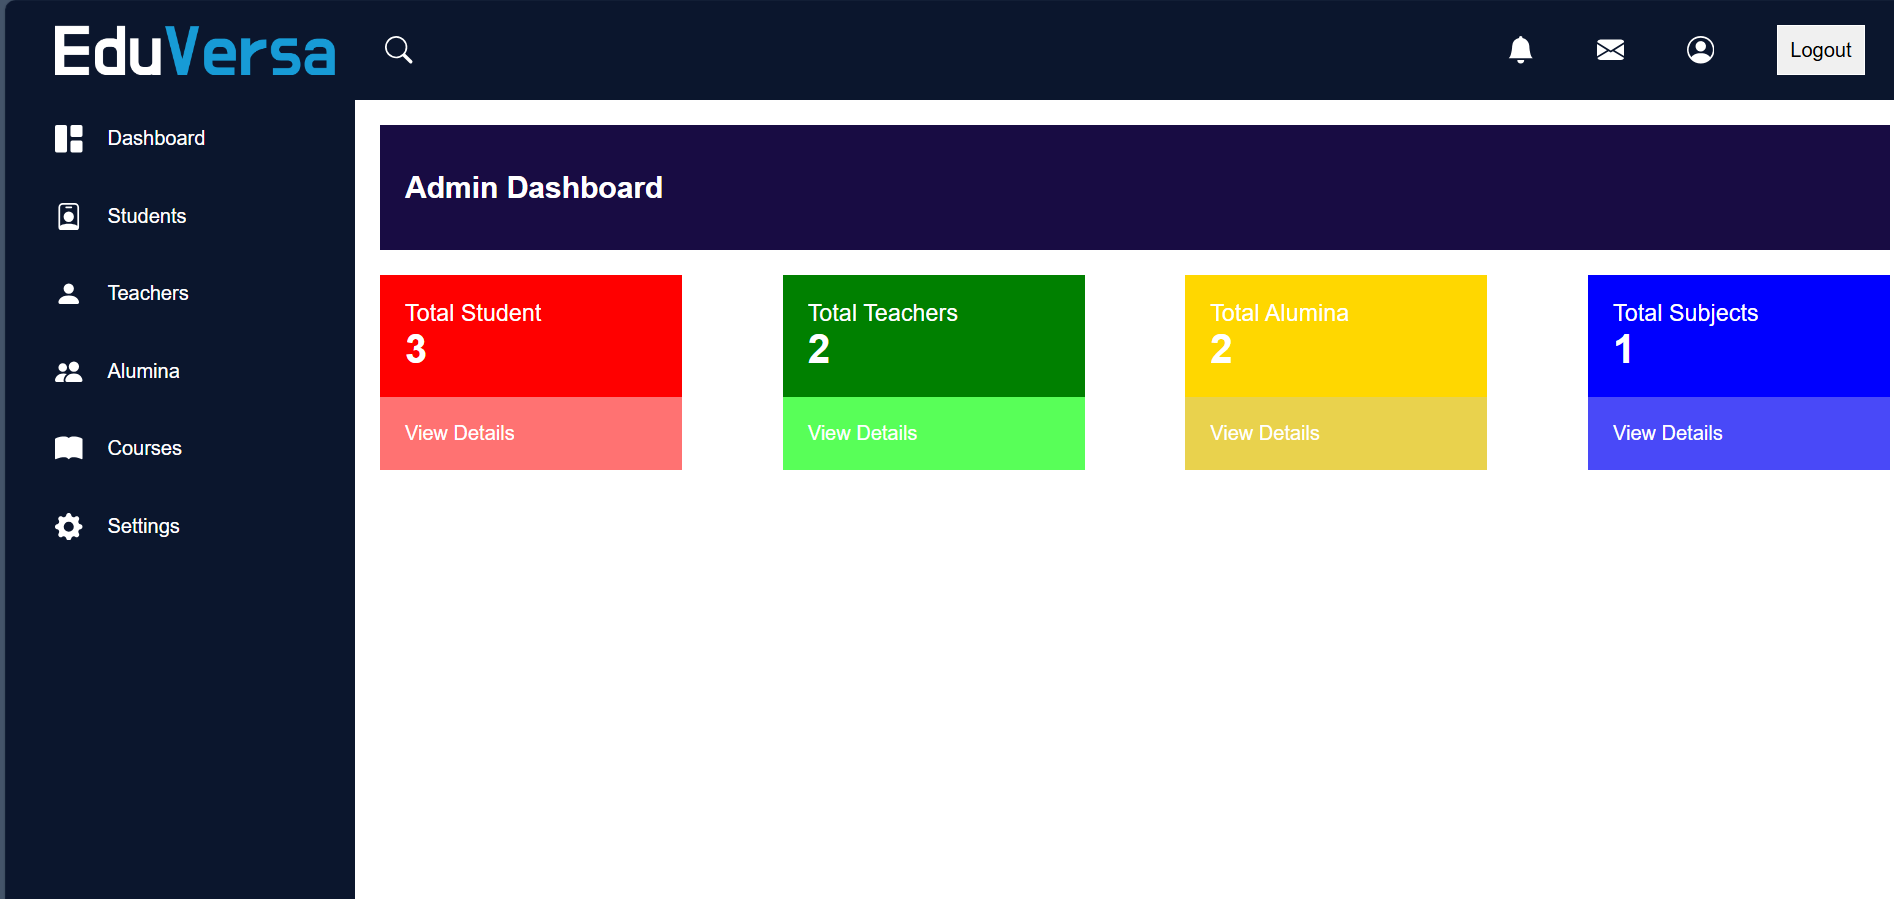 EduVersa
Logout
Dashboard
Students
Teachers
Alumina
Courses
Settings
Admin Dashboard
Total Student
3
View Details
Total Teachers
2
View Details
Total Alumina
2
View Details
Total Subjects
1
View Details